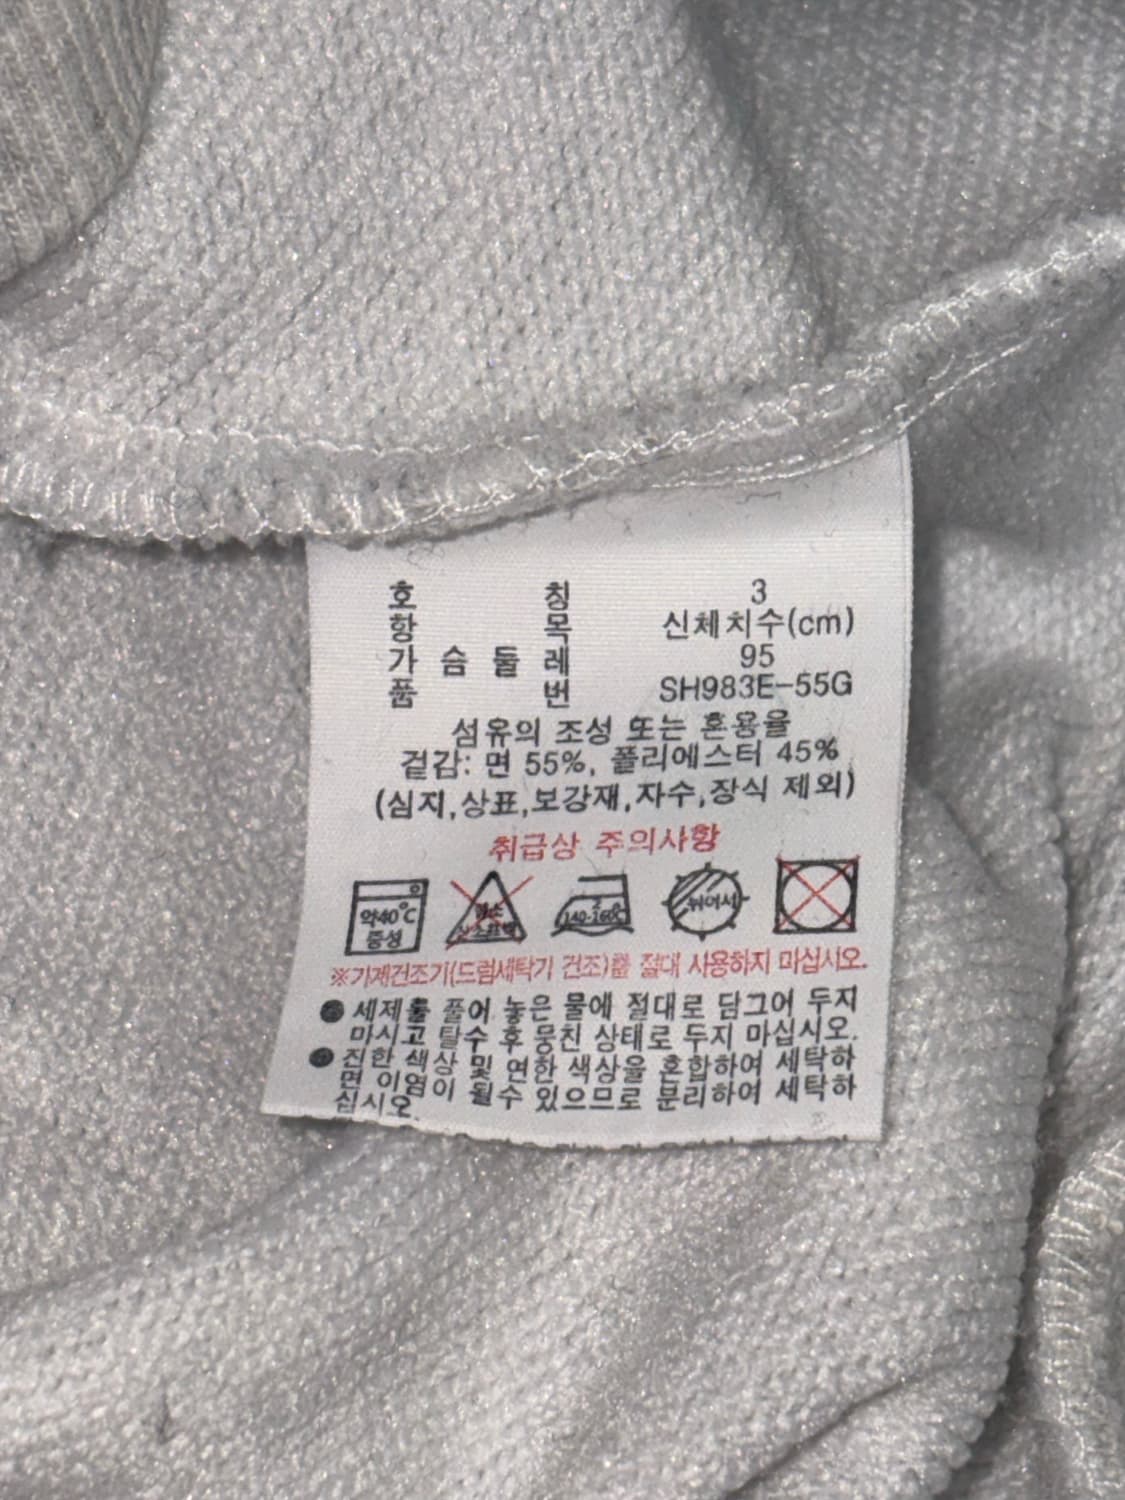 호 칭 3
항 목 신체치수(cm)
가 슴 둘 레 95
품 번 SH983E-55G
섬유의 조성 또는 혼용율
겉감: 면 55%, 폴리에스터 45%
(심지,상표,보강재,자수,장식 제외)
취급상 주의사항
약40℃
중성
140-160℃
뉘어서
※기계건조기(드럼세탁기 건조)를 절대 사용하지 마십시오.
● 세제를 풀어 놓은 물에 절대로 담그어 두지
마시고 탈수 후 뭉친 상태로 두지 마십시오.
● 진한 색상 및 연한 색상을 혼합하여 세탁하
면 이염이 될수 있으므로 분리하여 세탁하
십시오.